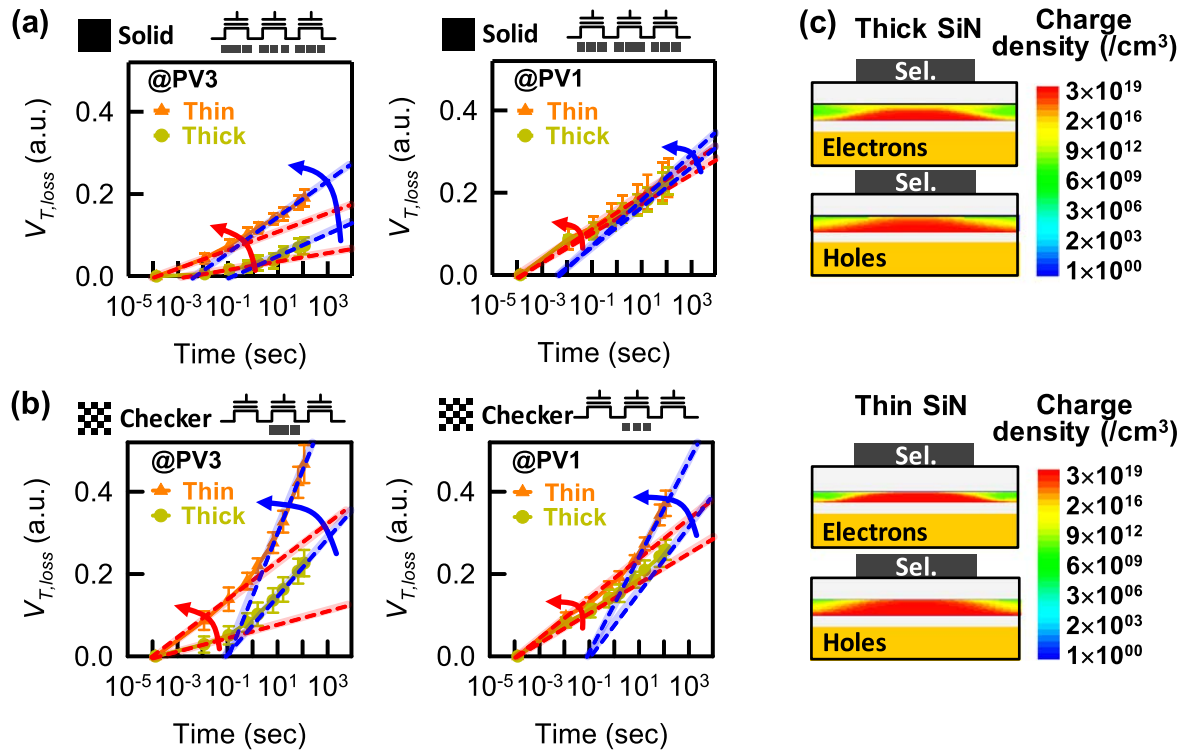 (a)
Solid
@PV3
Thin
Thick
V_T,loss (a.u.)
0.4
0.2
0.0
10^-5 10^-3 10^-1 10^1 10^3
Time (sec)
Solid
@PV1
Thin
Thick
V_T,loss (a.u.)
0.4
0.2
0.0
10^-5 10^-3 10^-1 10^1 10^3
Time (sec)
(b)
Checker
@PV3
Thin
Thick
V_T,loss (a.u.)
0.4
0.2
0.0
10^-5 10^-3 10^-1 10^1 10^3
Time (sec)
Checker
@PV1
Thin
Thick
V_T,loss (a.u.)
0.4
0.2
0.0
10^-5 10^-3 10^-1 10^1 10^3
Time (sec)
(c)
Thick SiN
Sel.
Electrons
Sel.
Holes
Charge
density (/cm³)
3×10^19
2×10^16
9×10^12
6×10^09
3×10^06
2×10^03
1×10^00
Thin SiN
Sel.
Electrons
Sel.
Holes
Charge
density (/cm³)
3×10^19
2×10^16
9×10^12
6×10^09
3×10^06
2×10^03
1×10^00